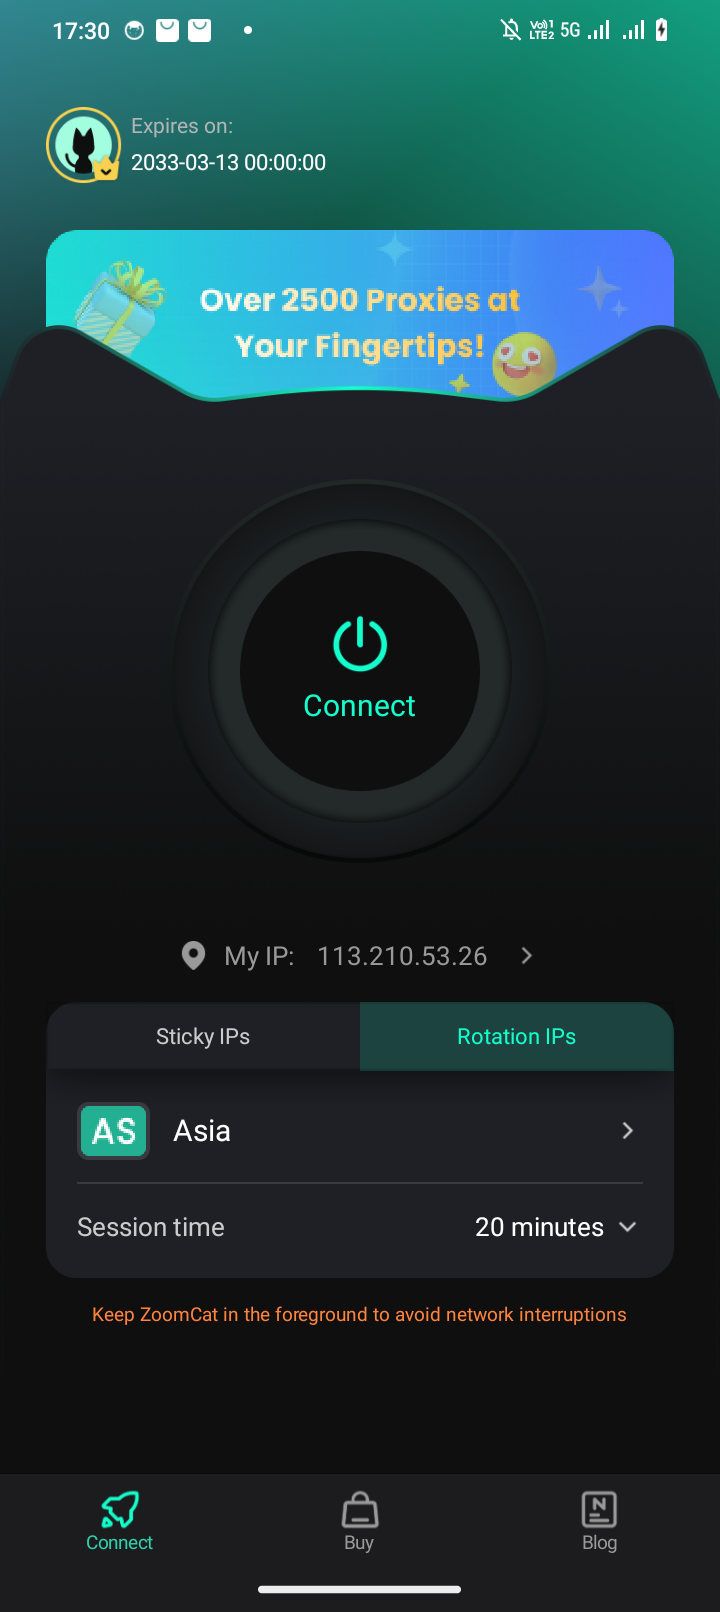 17:30
Vo))1 LTE2 5G
Expires on:
2033-03-13 00:00:00
Over 2500 Proxies at
Your Fingertips!
Connect
My IP: 113.210.53.26
Sticky IPs Rotation IPs
AS Asia
Session time 20 minutes
Keep ZoomCat in the foreground to avoid network interruptions
N
Connect Buy Blog